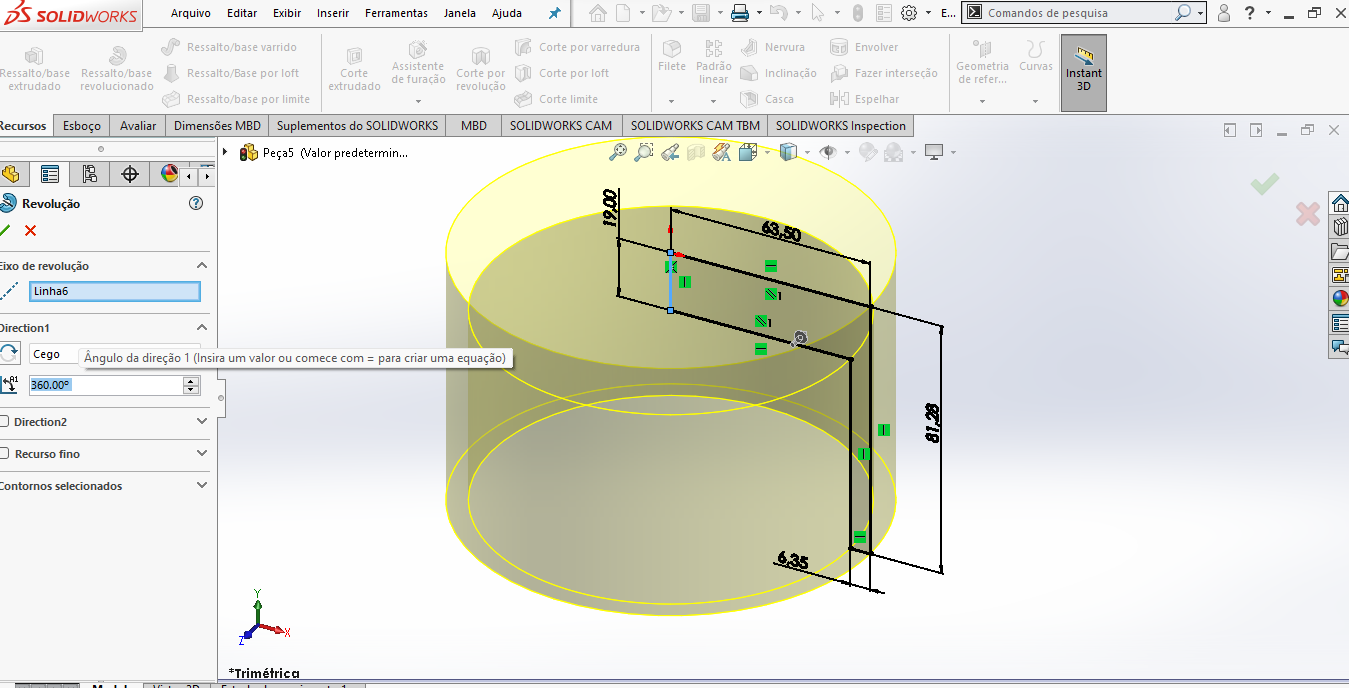 SOLIDWORKS
Arquivo Editar Exibir Inserir Ferramentas Janela Ajuda
E...
Comandos de pesquisa
?
Ressalto/base extrudado
Ressalto/base revolucionado
Ressalto/base varrido
Ressalto/Base por loft
Ressalto/base por limite
Corte extrudado
Assistente de furação
Corte por revolução
Corte por varredura
Corte por loft
Corte limite
Filete
Padrão linear
Nervura
Inclinação
Casca
Envolver
Fazer interseção
Espelhar
Geometria de refer...
Curvas
Instant 3D
Recursos Esboço Avaliar Dimensões MBD Suplementos do SOLIDWORKS MBD SOLIDWORKS CAM SOLIDWORKS CAM TBM SOLIDWORKS Inspection
Peça5 (Valor predetermin...
Revolução
?
Eixo de revolução
Linha6
Direction1
Cego
Ângulo da direção 1 (Insira um valor ou comece com = para criar uma equação)
A1
360.00°
Direction2
Recurso fino
Contornos selecionados
19,00
63,50
1
1
81,28
6,35
Y
X
Z
*Trimétrica